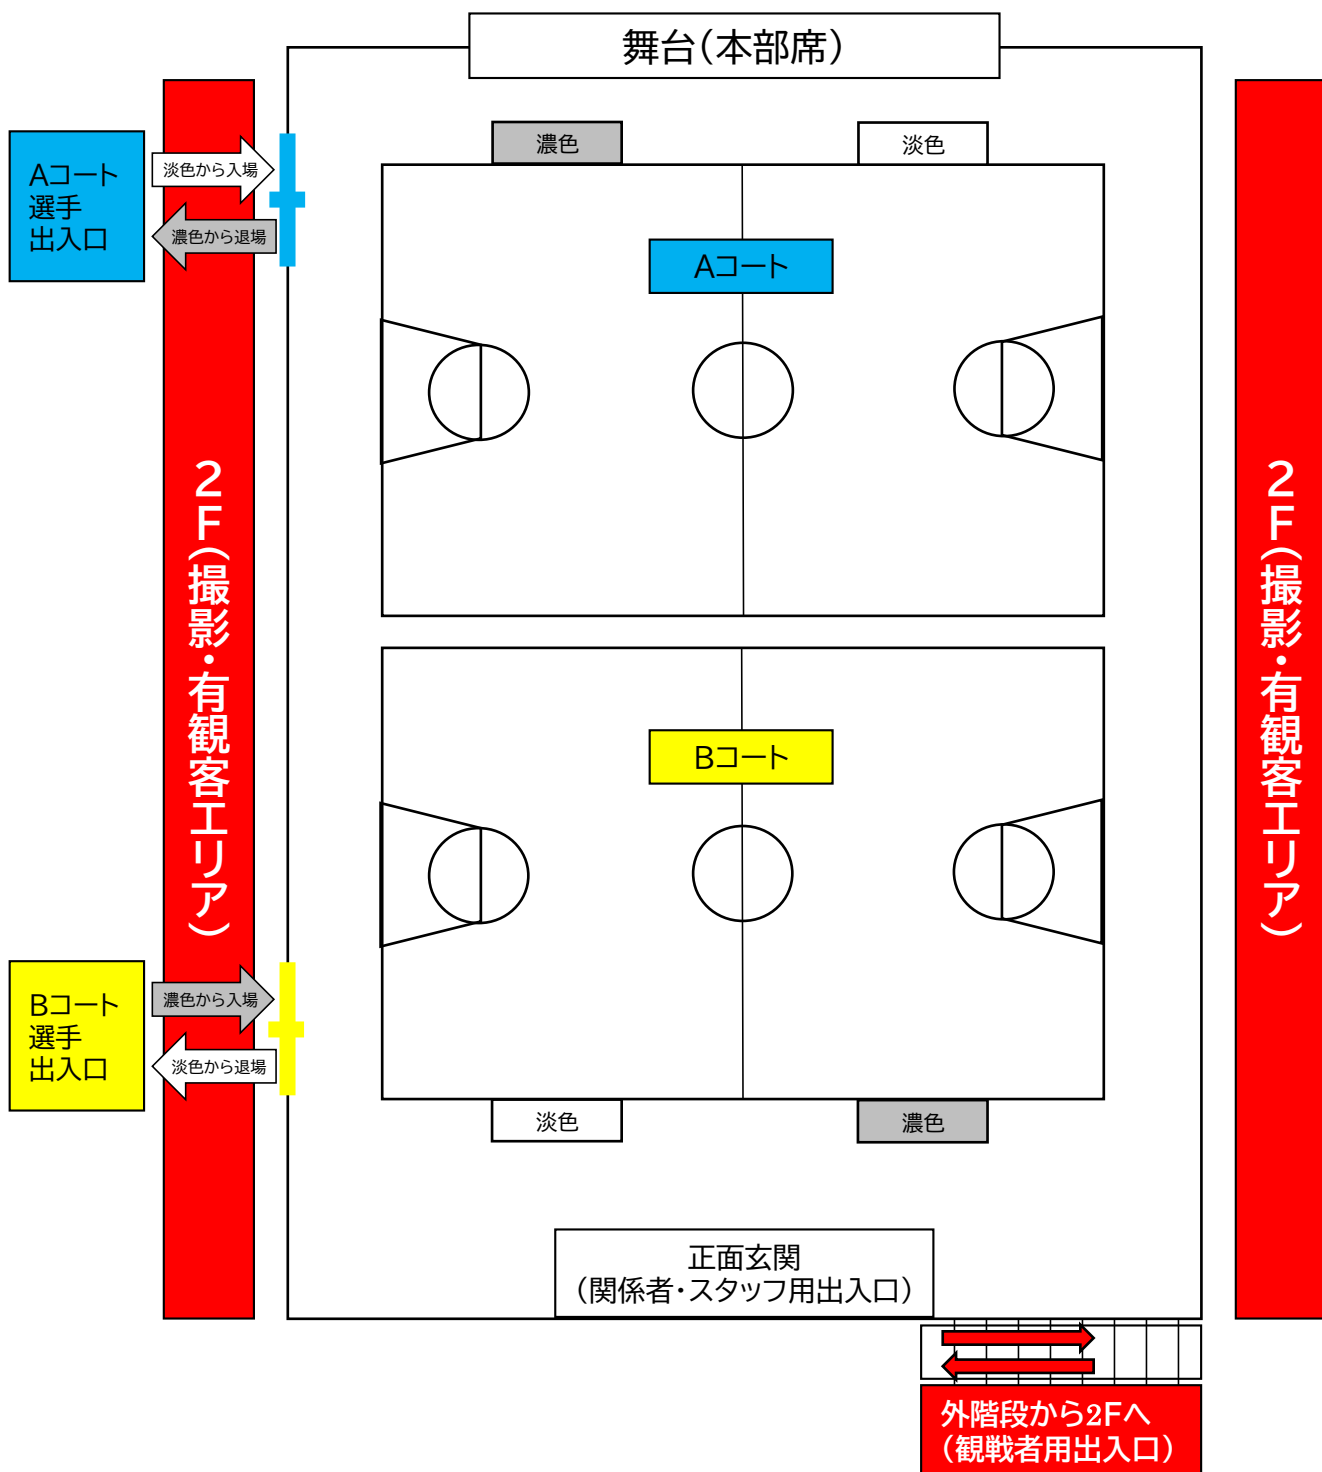 舞台(本部席)
濃色
淡色
Aコート
選手
出入口
淡色から入場
濃色から退場
Aコート
2F(撮影・有観客エリア)
2F(撮影・有観客エリア)
Bコート
Bコート
選手
出入口
濃色から入場
淡色から退場
淡色
濃色
正面玄関
(関係者・スタッフ用出入口)
外階段から2Fへ
(観戦者用出入口)